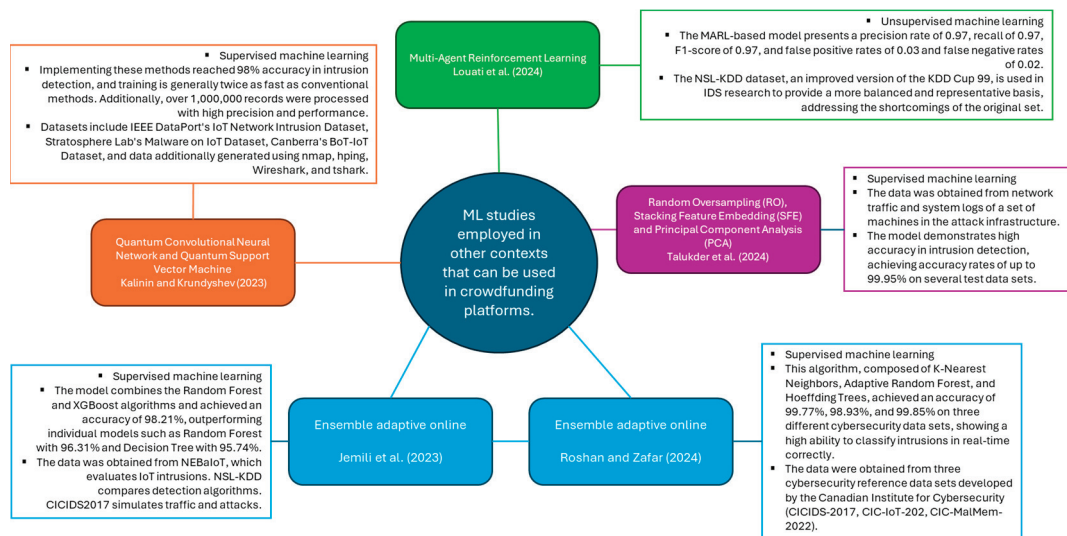 Supervised machine learning
▪ Implementing these methods reached 98% accuracy in intrusion
detection, and training is generally twice as fast as conventional
methods. Additionally, over 1,000,000 records were processed
with high precision and performance.
▪ Datasets include IEEE DataPort's IoT Network Intrusion Dataset,
Stratosphere Lab's Malware on IoT Dataset, Canberra's BoT-IoT
Dataset, and data additionally generated using nmap, hping,
Wireshark, and tshark.
Quantum Convolutional Neural
Network and Quantum Support
Vector Machine
Kalinin and Krundyshev (2023)
Multi-Agent Reinforcement Learning
Louati et al. (2024)
Unsupervised machine learning
▪ The MARL-based model presents a precision rate of 0.97, recall of 0.97,
F1-score of 0.97, and false positive rates of 0.03 and false negative rates
of 0.02.
▪ The NSL-KDD dataset, an improved version of the KDD Cup 99, is used in
IDS research to provide a more balanced and representative basis,
addressing the shortcomings of the original set.
ML studies
employed in
other contexts
that can be used
in crowdfunding
platforms.
Random Oversampling (RO),
Stacking Feature Embedding (SFE)
and Principal Component Analysis
(PCA)
Talukder et al. (2024)
▪ Supervised machine learning
▪ The data was obtained from network
traffic and system logs of a set of
machines in the attack infrastructure.
▪ The model demonstrates high
accuracy in intrusion detection,
achieving accuracy rates of up to
99.95% on several test data sets.
▪ Supervised machine learning
▪ The model combines the Random Forest
and XGBoost algorithms and achieved an
accuracy of 98.21%, outperforming
individual models such as Random Forest
with 96.31% and Decision Tree with 95.74%.
▪ The data was obtained from NEBaIoT, which
evaluates IoT intrusions. NSL-KDD
compares detection algorithms.
CICIDS2017 simulates traffic and attacks.
Ensemble adaptive online
Jemili et al. (2023)
Ensemble adaptive online
Roshan and Zafar (2024)
▪ Supervised machine learning
▪ This algorithm, composed of K-Nearest
Neighbors, Adaptive Random Forest, and
Hoeffding Trees, achieved an accuracy of
99.77%, 98.93%, and 99.85% on three
different cybersecurity data sets, showing a
high ability to classify intrusions in real-time
correctly.
▪ The data were obtained from three
cybersecurity reference data sets developed
by the Canadian Institute for Cybersecurity
(CICIDS-2017, CIC-IoT-202, CIC-MalMem-
2022).